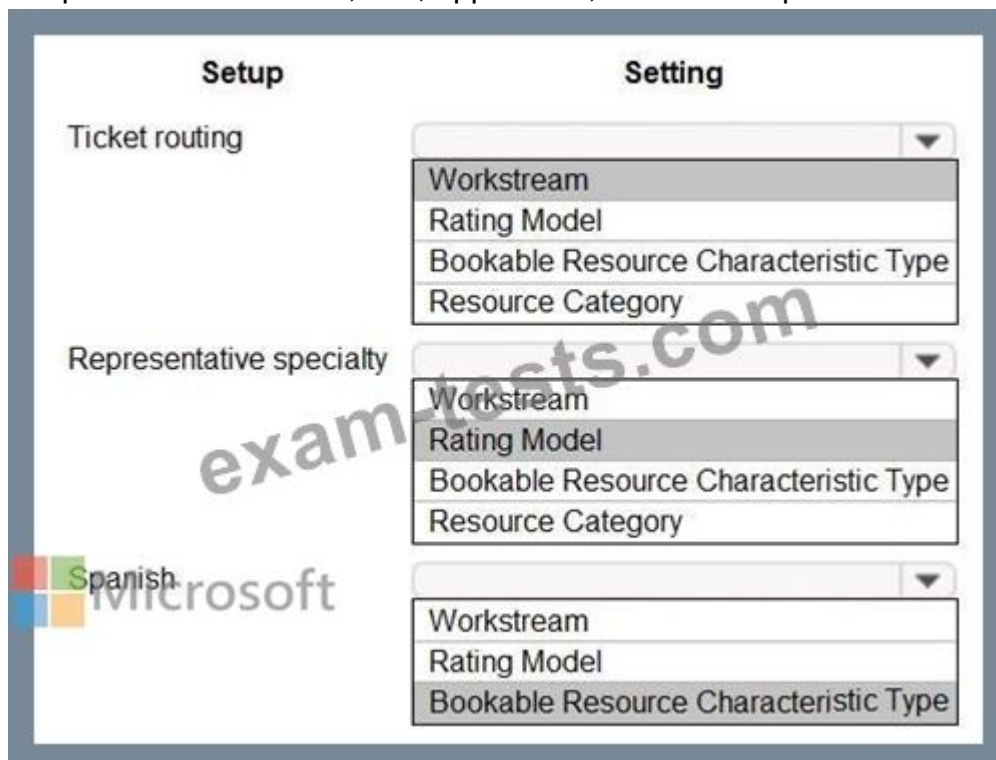 Setup Setting
Ticket routing
Workstream
Rating Model
Bookable Resource Characteristic Type
Resource Category
Representative specialty
Workstream
Rating Model
Bookable Resource Characteristic Type
Resource Category
exam-tests.com
Spanish
Microsoft
Workstream
Rating Model
Bookable Resource Characteristic Type